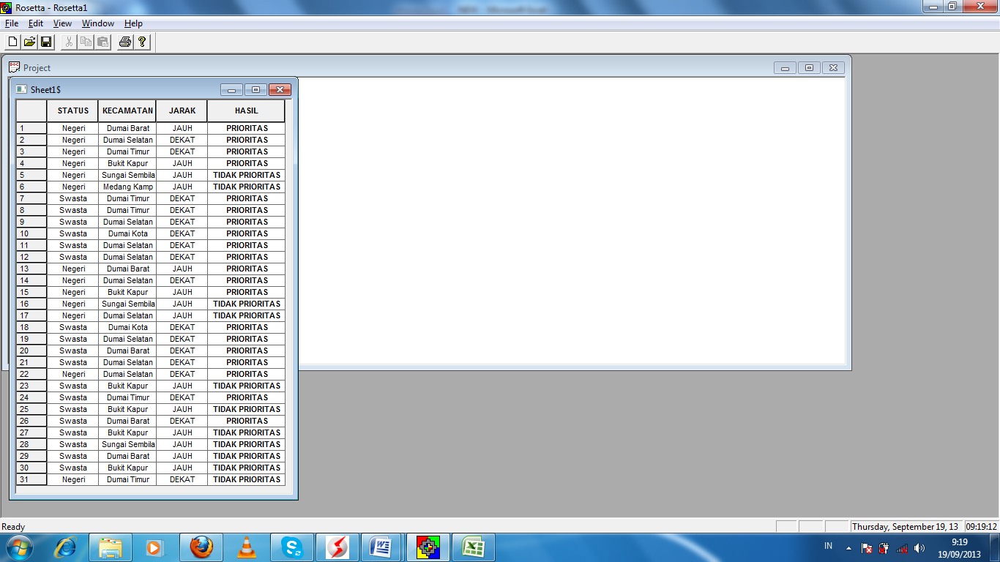 Rosetta - Rosetta1
File Edit View Window Help
Project
Sheet1$
STATUS KECAMATAN JARAK HASIL
1 Negeri Dumai Barat JAUH PRIORITAS
2 Negeri Dumai Selatan DEKAT PRIORITAS
3 Negeri Dumai Timur DEKAT PRIORITAS
4 Negeri Bukit Kapur JAUH PRIORITAS
5 Negeri Sungai Sembila JAUH TIDAK PRIORITAS
6 Negeri Medang Kamp JAUH TIDAK PRIORITAS
7 Swasta Dumai Timur DEKAT PRIORITAS
8 Swasta Dumai Timur DEKAT PRIORITAS
9 Swasta Dumai Selatan DEKAT PRIORITAS
10 Swasta Dumai Kota DEKAT PRIORITAS
11 Swasta Dumai Selatan DEKAT PRIORITAS
12 Swasta Dumai Selatan DEKAT PRIORITAS
13 Negeri Dumai Barat JAUH PRIORITAS
14 Negeri Dumai Selatan DEKAT PRIORITAS
15 Negeri Bukit Kapur JAUH PRIORITAS
16 Negeri Sungai Sembila JAUH TIDAK PRIORITAS
17 Negeri Dumai Selatan JAUH TIDAK PRIORITAS
18 Swasta Dumai Kota DEKAT PRIORITAS
19 Swasta Dumai Selatan DEKAT PRIORITAS
20 Swasta Dumai Barat DEKAT PRIORITAS
21 Swasta Dumai Selatan DEKAT PRIORITAS
22 Negeri Dumai Selatan DEKAT PRIORITAS
23 Swasta Bukit Kapur JAUH TIDAK PRIORITAS
24 Swasta Dumai Timur DEKAT PRIORITAS
25 Swasta Bukit Kapur JAUH TIDAK PRIORITAS
26 Swasta Dumai Barat DEKAT PRIORITAS
27 Swasta Bukit Kapur JAUH TIDAK PRIORITAS
28 Swasta Sungai Sembila JAUH TIDAK PRIORITAS
29 Swasta Dumai Barat JAUH TIDAK PRIORITAS
30 Swasta Bukit Kapur JAUH TIDAK PRIORITAS
31 Negeri Dumai Timur DEKAT TIDAK PRIORITAS
Ready Thursday, September 19, 13 09:19:12
IN 9:19
19/09/2013